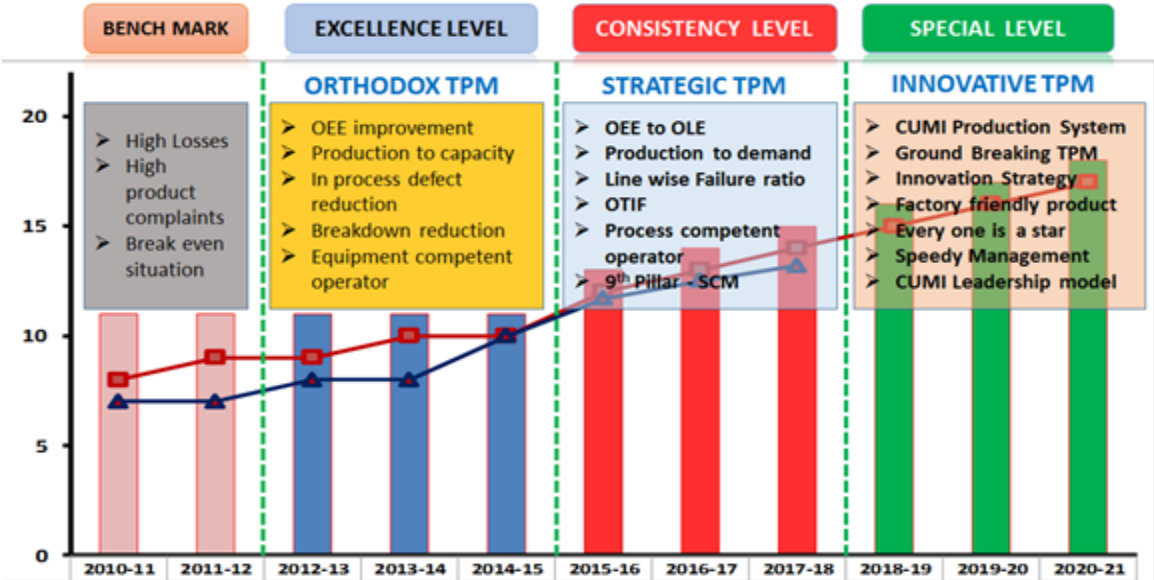 BENCH MARK
EXCELLENCE LEVEL
CONSISTENCY LEVEL
SPECIAL LEVEL
ORTHODOX TPM
STRATEGIC TPM
INNOVATIVE TPM
High Losses
High
product
complaints
Break even
situation
OEE improvement
Production to capacity
In process defect
reduction
Breakdown reduction
Equipment competent
operator
OEE to OLE
Production to demand
Line wise Failure ratio
OTIF
Process competent
operator
9th Pillar - SCM
CUMI Production System
Ground Breaking TPM
Innovation Strategy
Factory friendly product
Every one is a star
Speedy Management
CUMI Leadership model
20
15
10
5
0
2010-11 2011-12 2012-13 2013-14 2014-15 2015-16 2016-17 2017-18 2018-19 2019-20 2020-21